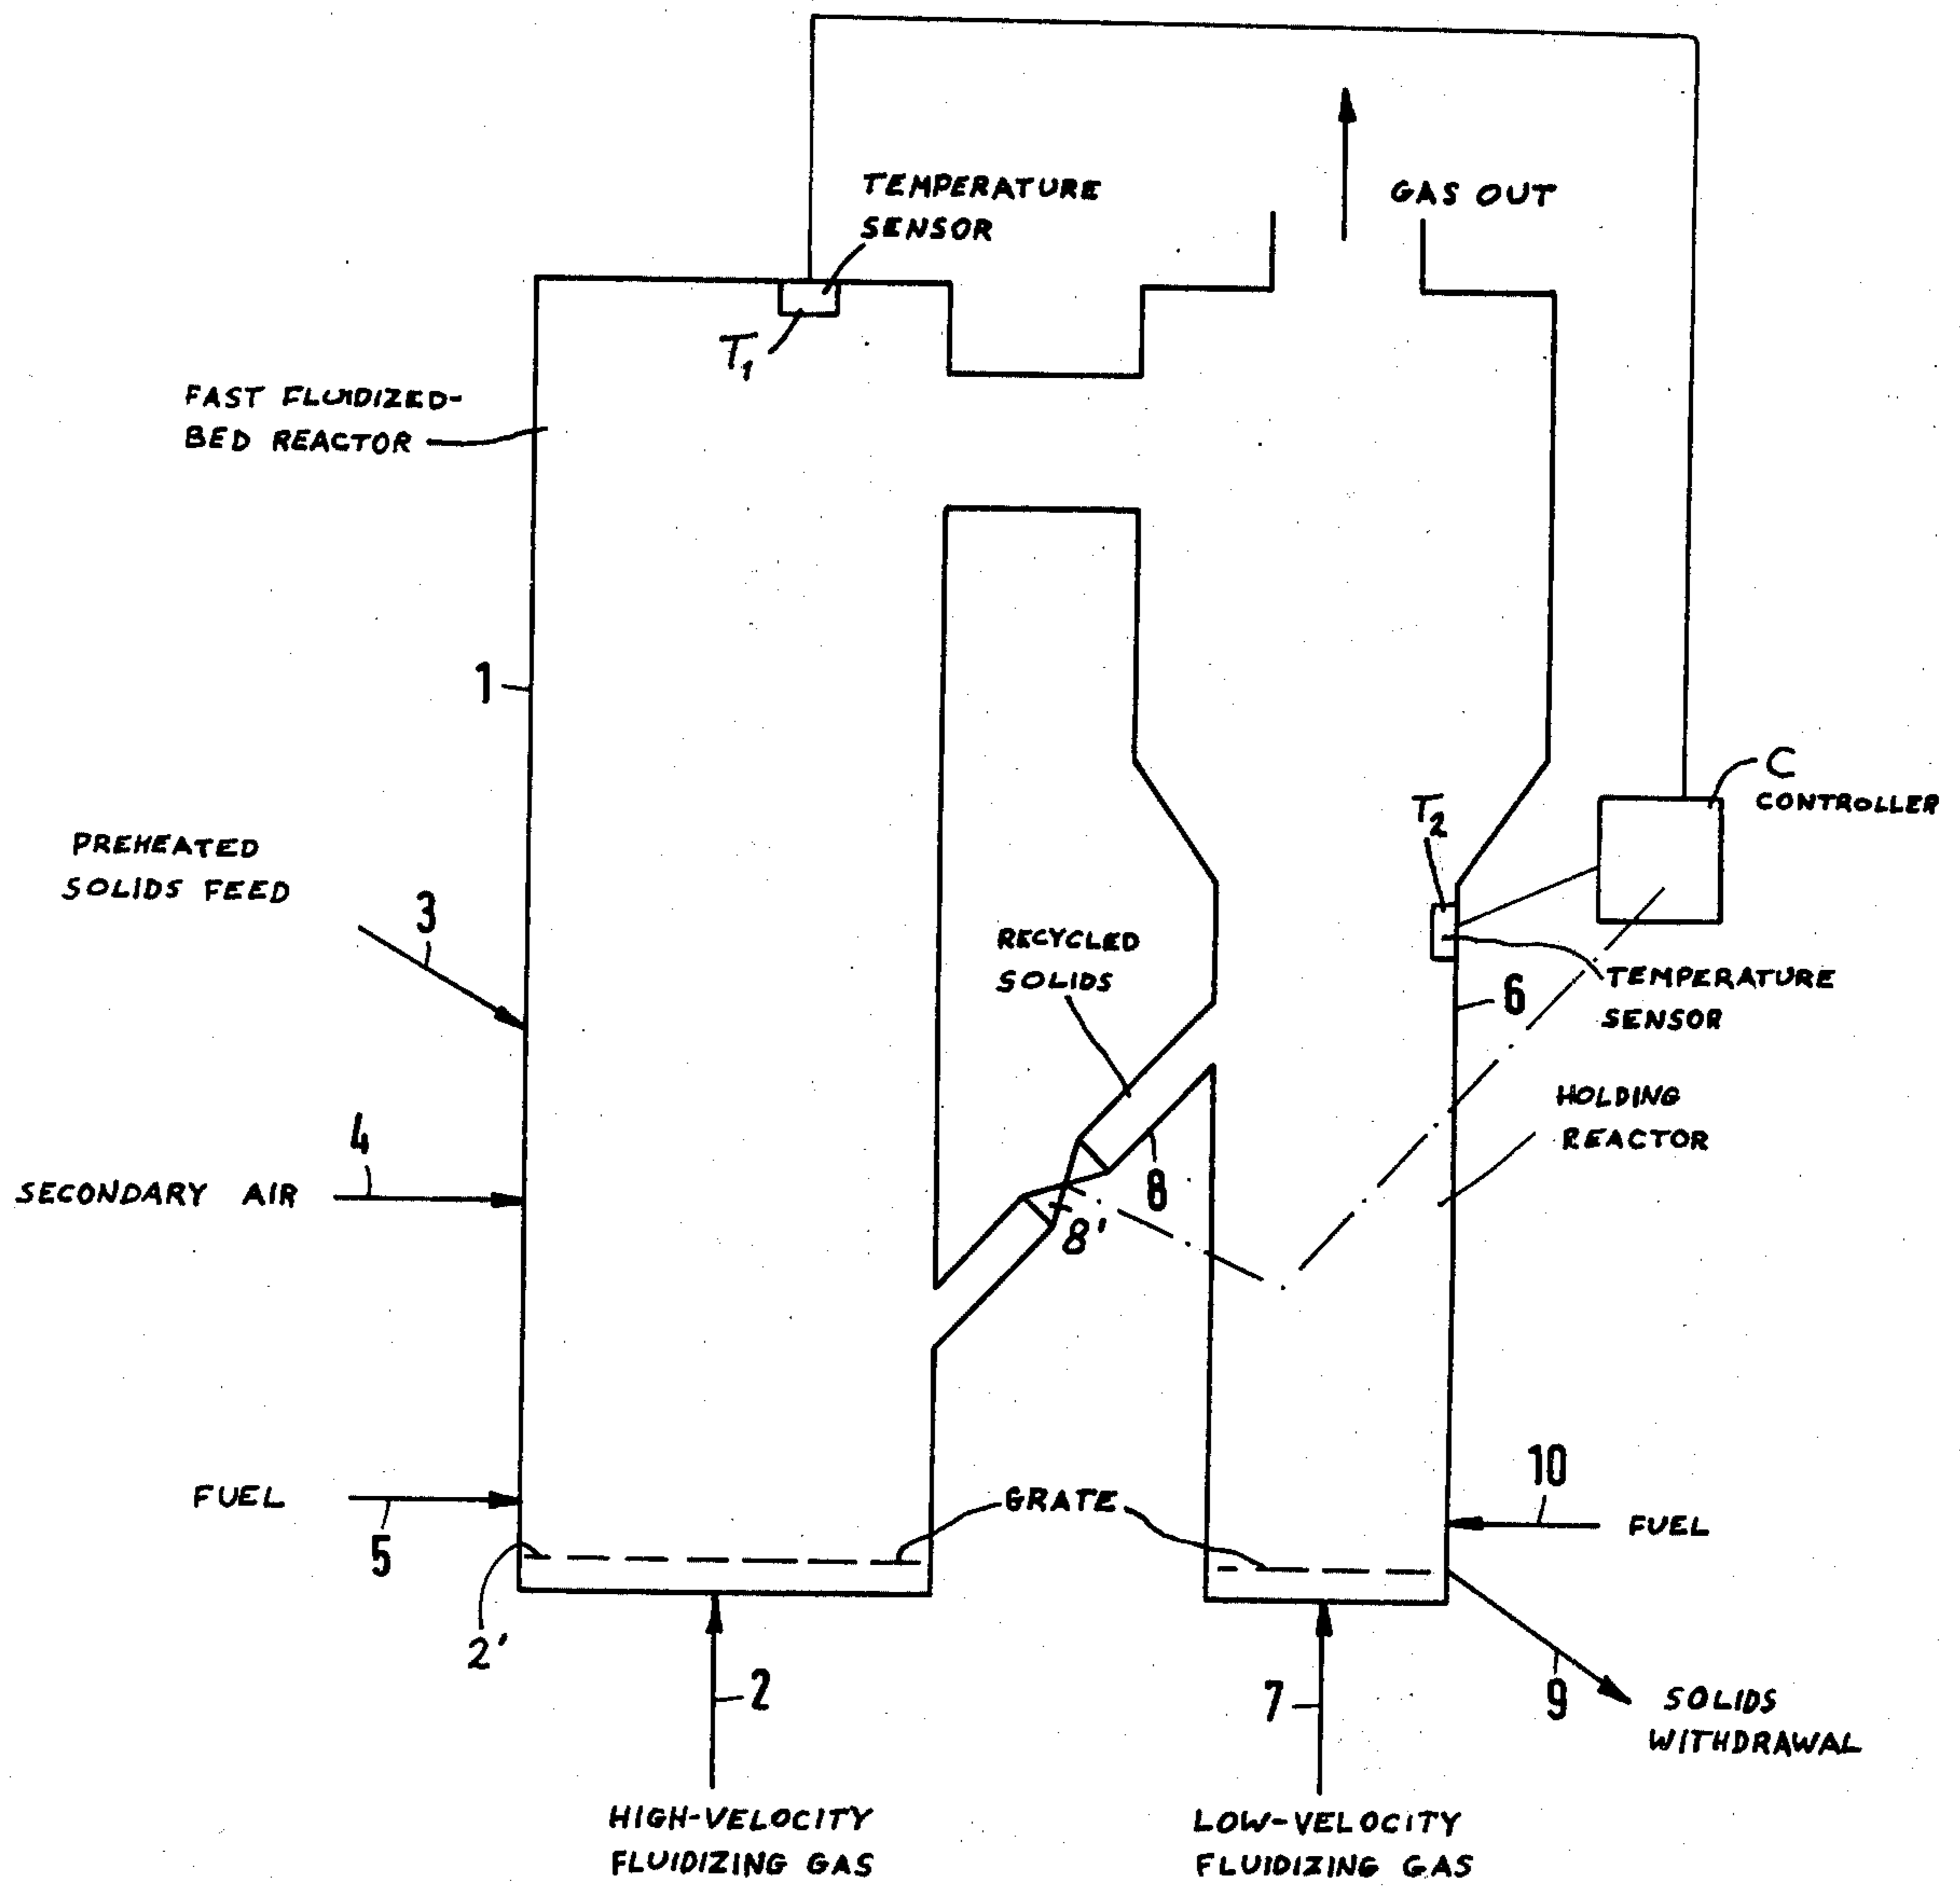 TEMPERATURE
SENSOR
GAS OUT
T1
FAST FLUIDIZED-
BED REACTOR
1
C
CONTROLLER
T2
PREHEATED
SOLIDS FEED
3
RECYCLED
SOLIDS
6
TEMPERATURE
SENSOR
HOLDING
REACTOR
4
SECONDARY AIR
8
8'
10
FUEL
5
GRATE
FUEL
2'
2
7
9
SOLIDS
WITHDRAWAL
HIGH-VELOCITY
FLUIDIZING GAS
LOW-VELOCITY
FLUIDIZING GAS